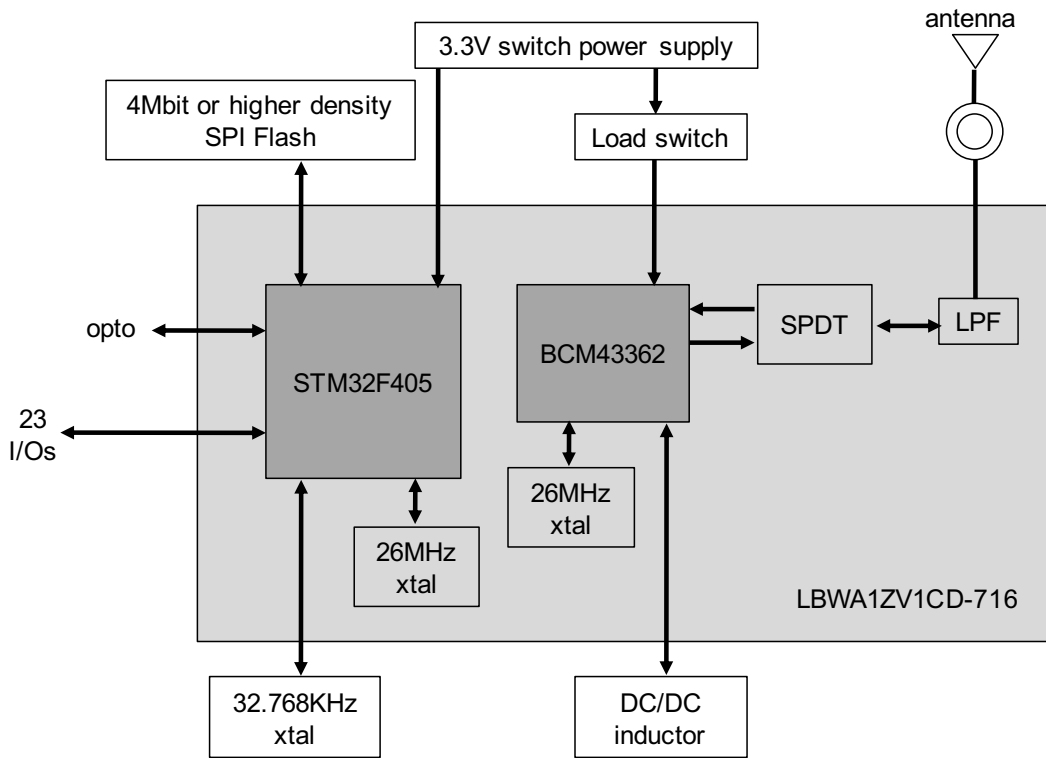 antenna
3.3V switch power supply
4Mbit or higher density
SPI Flash
Load switch
opto
STM32F405
BCM43362
SPDT
LPF
23
I/Os
26MHz
xtal
26MHz
xtal
LBWA1ZV1CD-716
32.768KHz
xtal
DC/DC
inductor